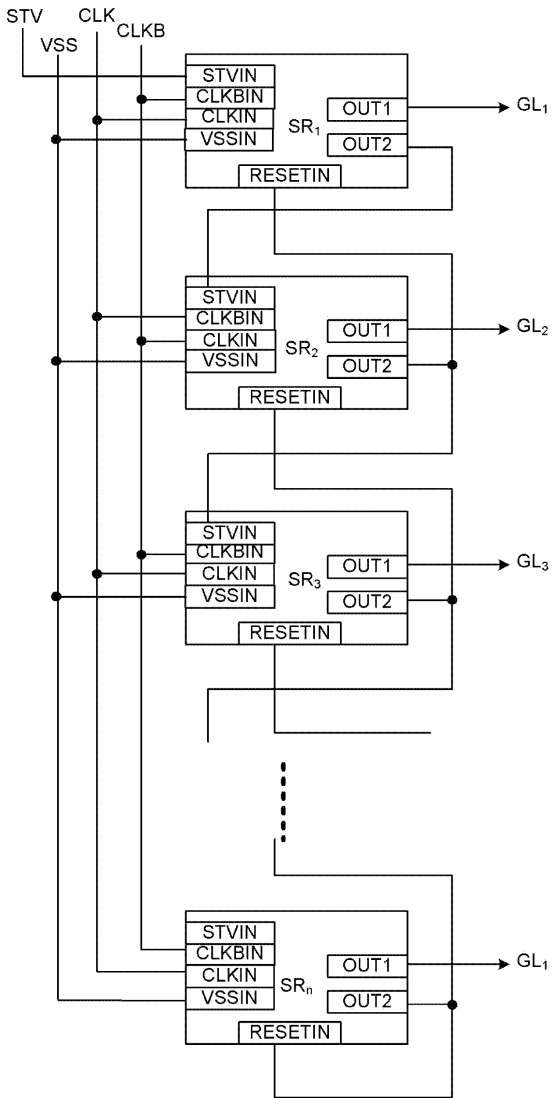 STV
CLK
VSS
CLKB
STVIN
CLKBIN
CLKIN
VSSIN
SR1
OUT1
OUT2
RESETIN
GL1
STVIN
CLKBIN
CLKIN
VSSIN
SR2
OUT1
OUT2
RESETIN
GL2
STVIN
CLKBIN
CLKIN
VSSIN
SR3
OUT1
OUT2
RESETIN
GL3
STVIN
CLKBIN
CLKIN
VSSIN
SRn
OUT1
OUT2
RESETIN
GL1